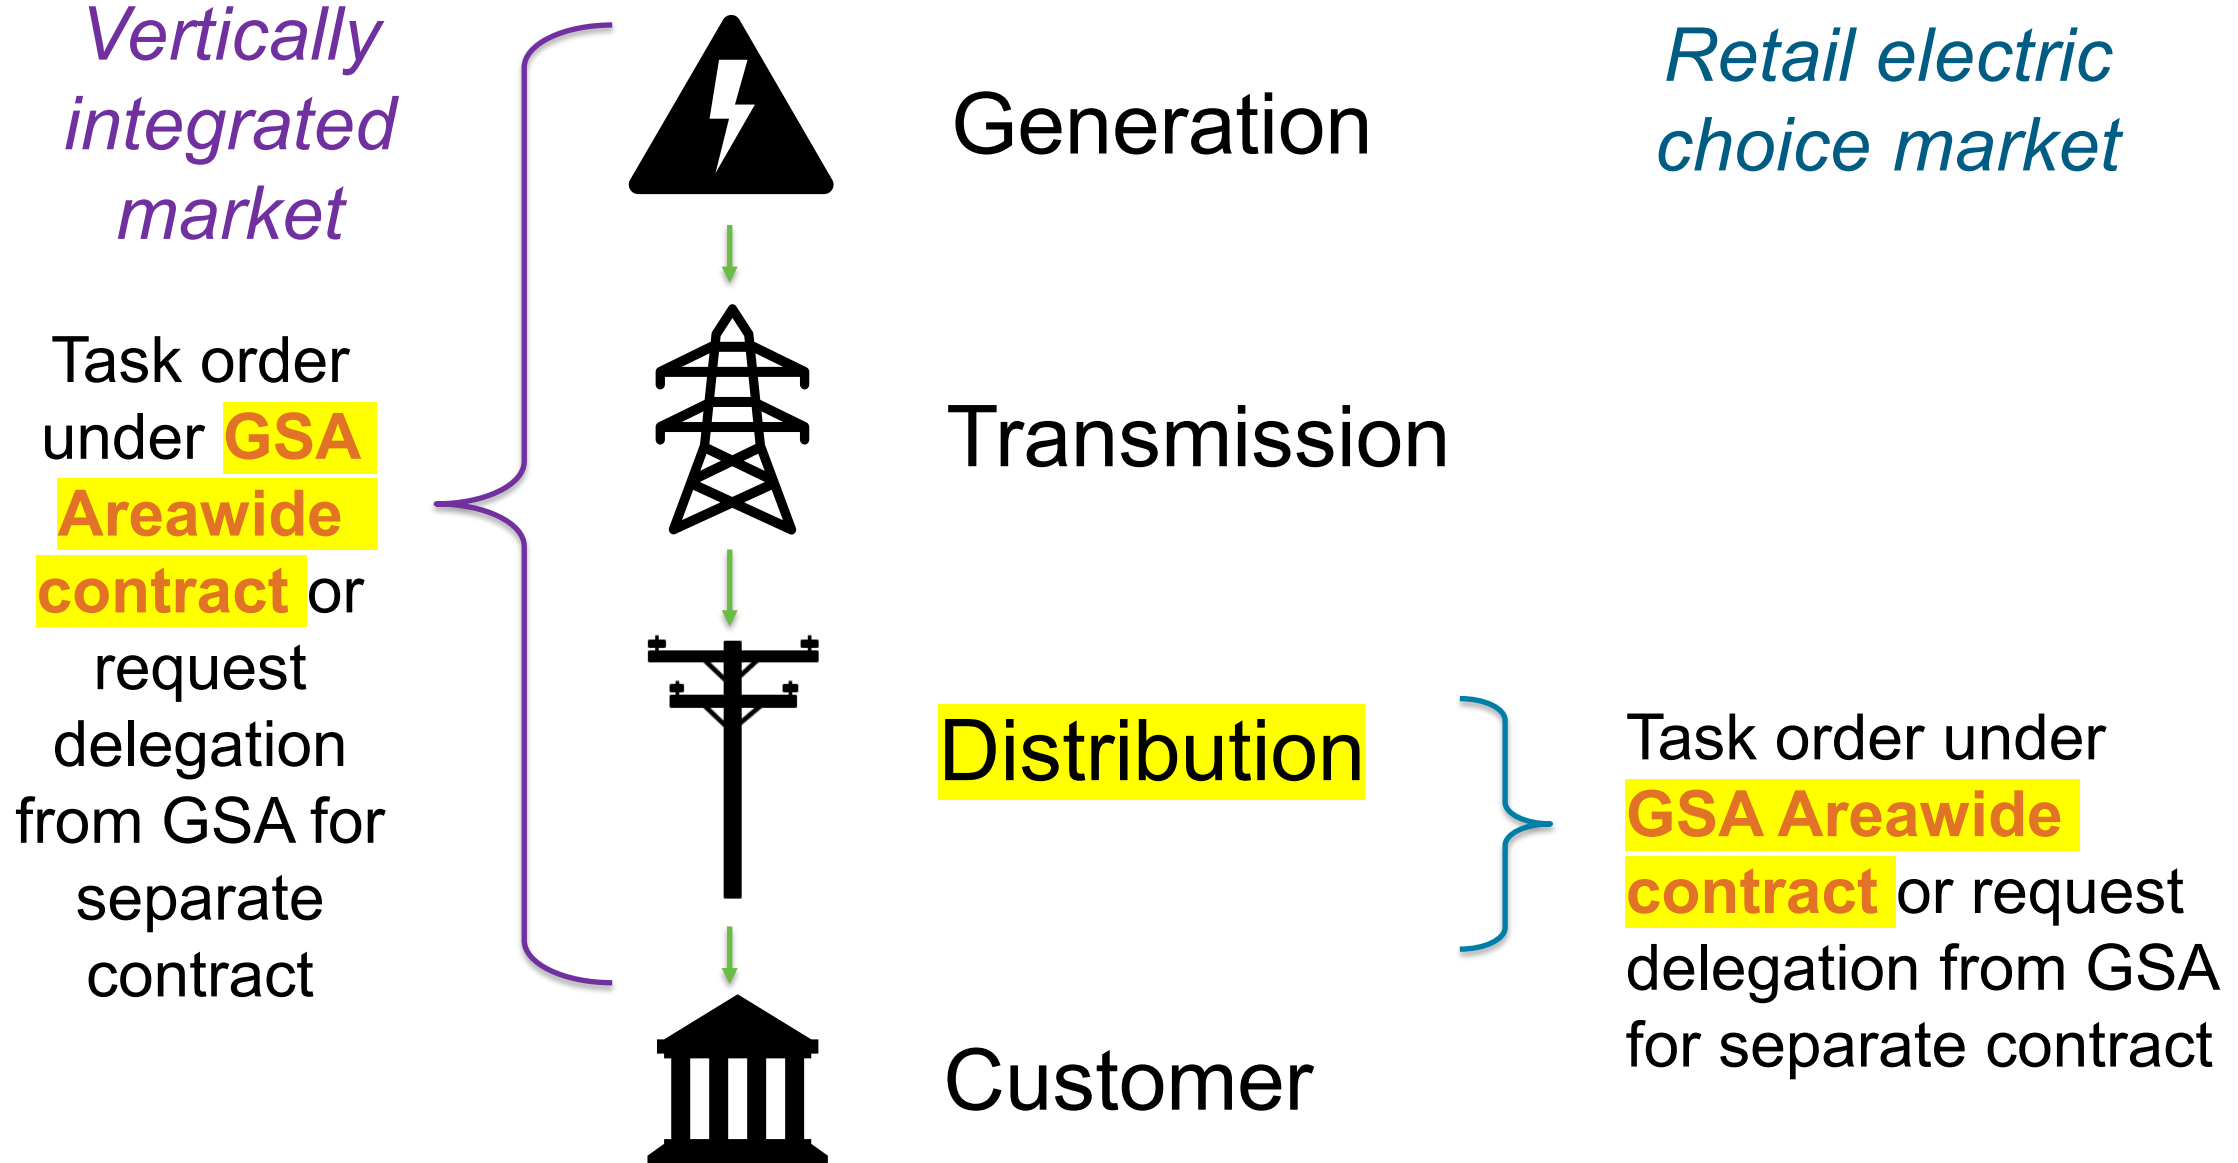 Vertically
integrated
market
Task order
under GSA
Areawide
contract or
request
delegation
from GSA for
separate
contract
Generation
Transmission
Distribution
Customer
Retail electric
choice market
Task order under
GSA Areawide
contract or request
delegation from GSA
for separate contract